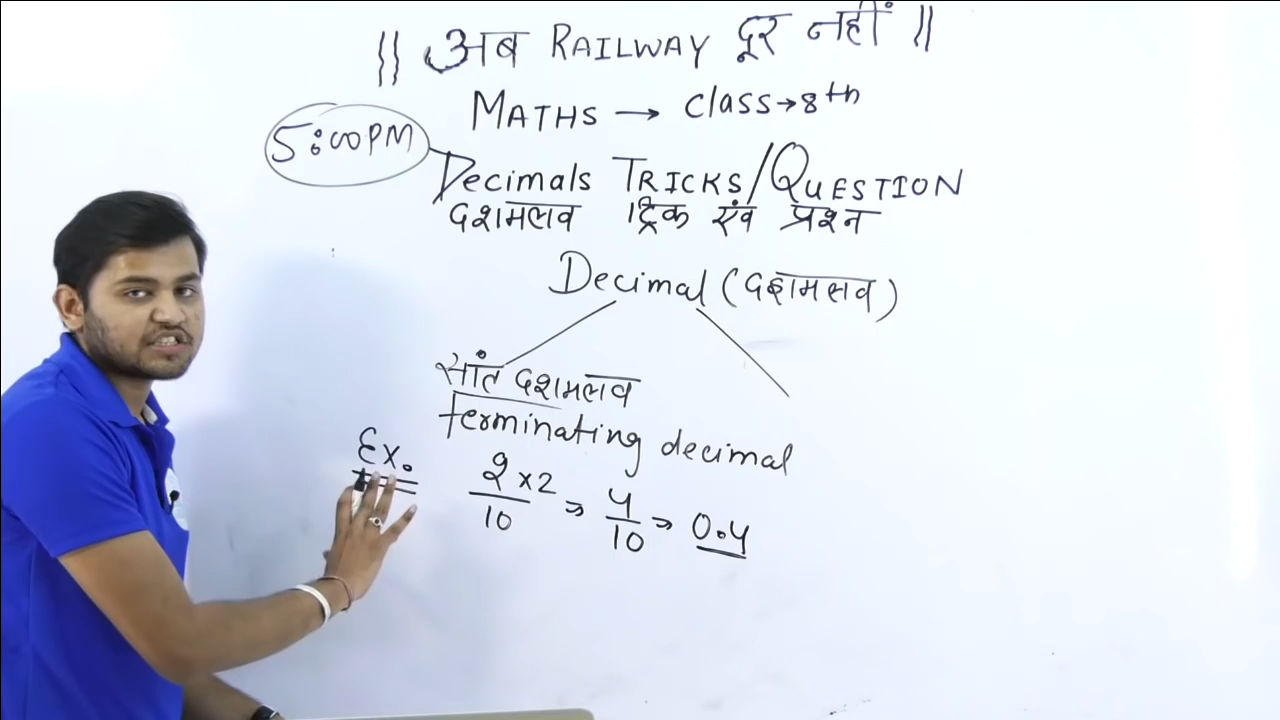 || अब RAILWAY दूर नहीं ||
MATHS → Class → 8th
5:00PM
Decimals TRICKS/QUESTION
दशमलव ट्रिक एंव प्रश्न
Decimal (दशमलव)
सांत दशमलव
terminating decimal
Ex. 2/10 ×2 ⇒ 4/10 ⇒ 0.4